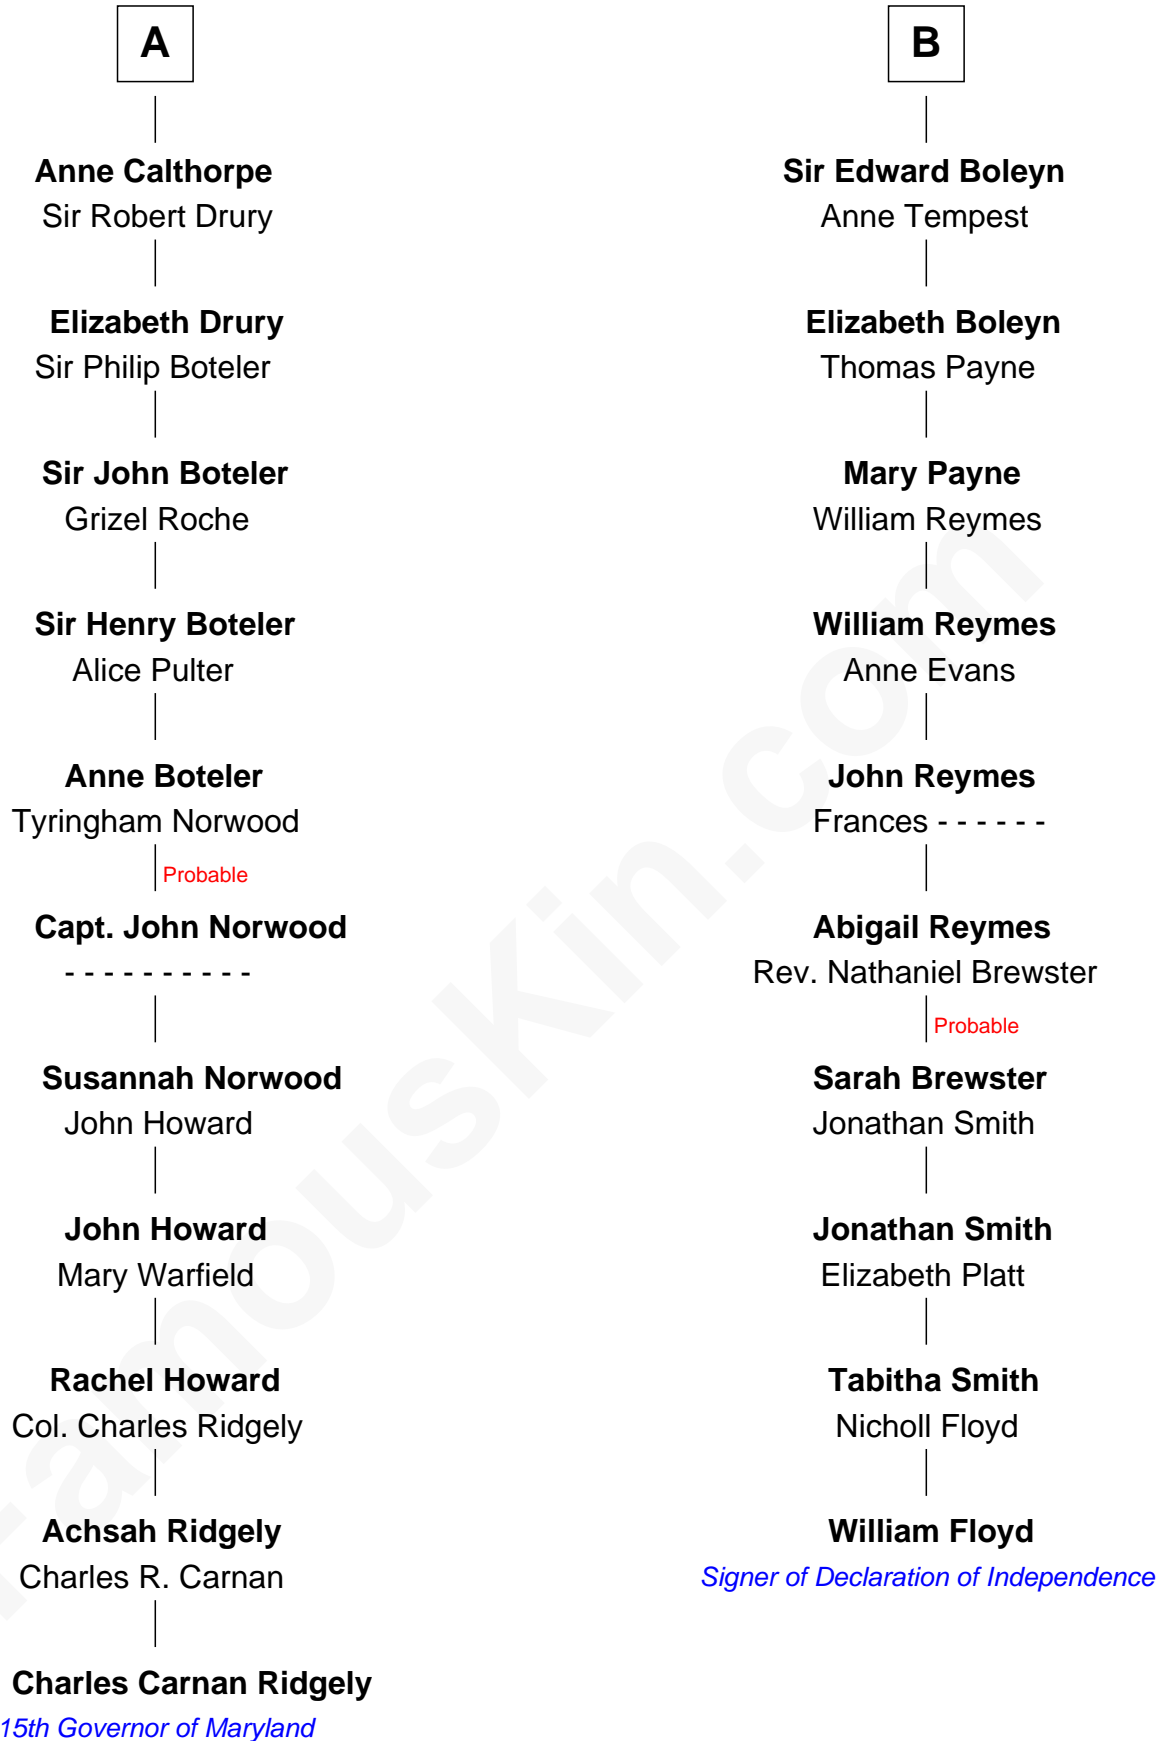 A
Anne Calthorpe
Sir Robert Drury
Elizabeth Drury
Sir Philip Boteler
Sir John Boteler
Grizel Roche
Sir Henry Boteler
Alice Pulter
Anne Boteler
Tyringham Norwood
Probable
Capt. John Norwood
- - - - - - - - - -
Susannah Norwood
John Howard
John Howard
Mary Warfield
Rachel Howard
Col. Charles Ridgely
Achsah Ridgely
Charles R. Carnan
Charles Carnan Ridgely
15th Governor of Maryland
B
Sir Edward Boleyn
Anne Tempest
Elizabeth Boleyn
Thomas Payne
Mary Payne
William Reymes
William Reymes
Anne Evans
John Reymes
Frances - - - - - -
Abigail Reymes
Rev. Nathaniel Brewster
Probable
Sarah Brewster
Jonathan Smith
Jonathan Smith
Elizabeth Platt
Tabitha Smith
Nicholl Floyd
William Floyd
Signer of Declaration of Independence
FamousKin.com